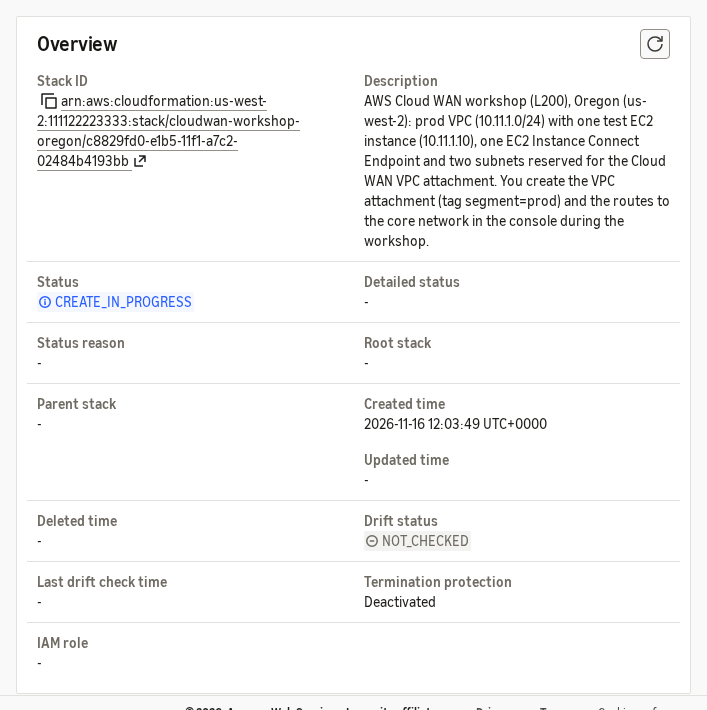 Overview
Stack ID
arn:aws:cloudformation:us-west-
2:111122223333:stack/cloudwan-workshop-
oregon/c8829fd0-e1b5-11f1-a7c2-
02484b4193bb
Description
AWS Cloud WAN workshop (L200), Oregon (us-
west-2): prod VPC (10.11.1.0/24) with one test EC2
instance (10.11.1.10), one EC2 Instance Connect
Endpoint and two subnets reserved for the Cloud
WAN VPC attachment. You create the VPC
attachment (tag segment=prod) and the routes to
the core network in the console during the
workshop.
Status
CREATE_IN_PROGRESS
Detailed status
-
Status reason
-
Root stack
-
Parent stack
-
Created time
2026-11-16 12:03:49 UTC+0000
Updated time
-
Deleted time
-
Drift status
NOT_CHECKED
Last drift check time
-
Termination protection
Deactivated
IAM role
-